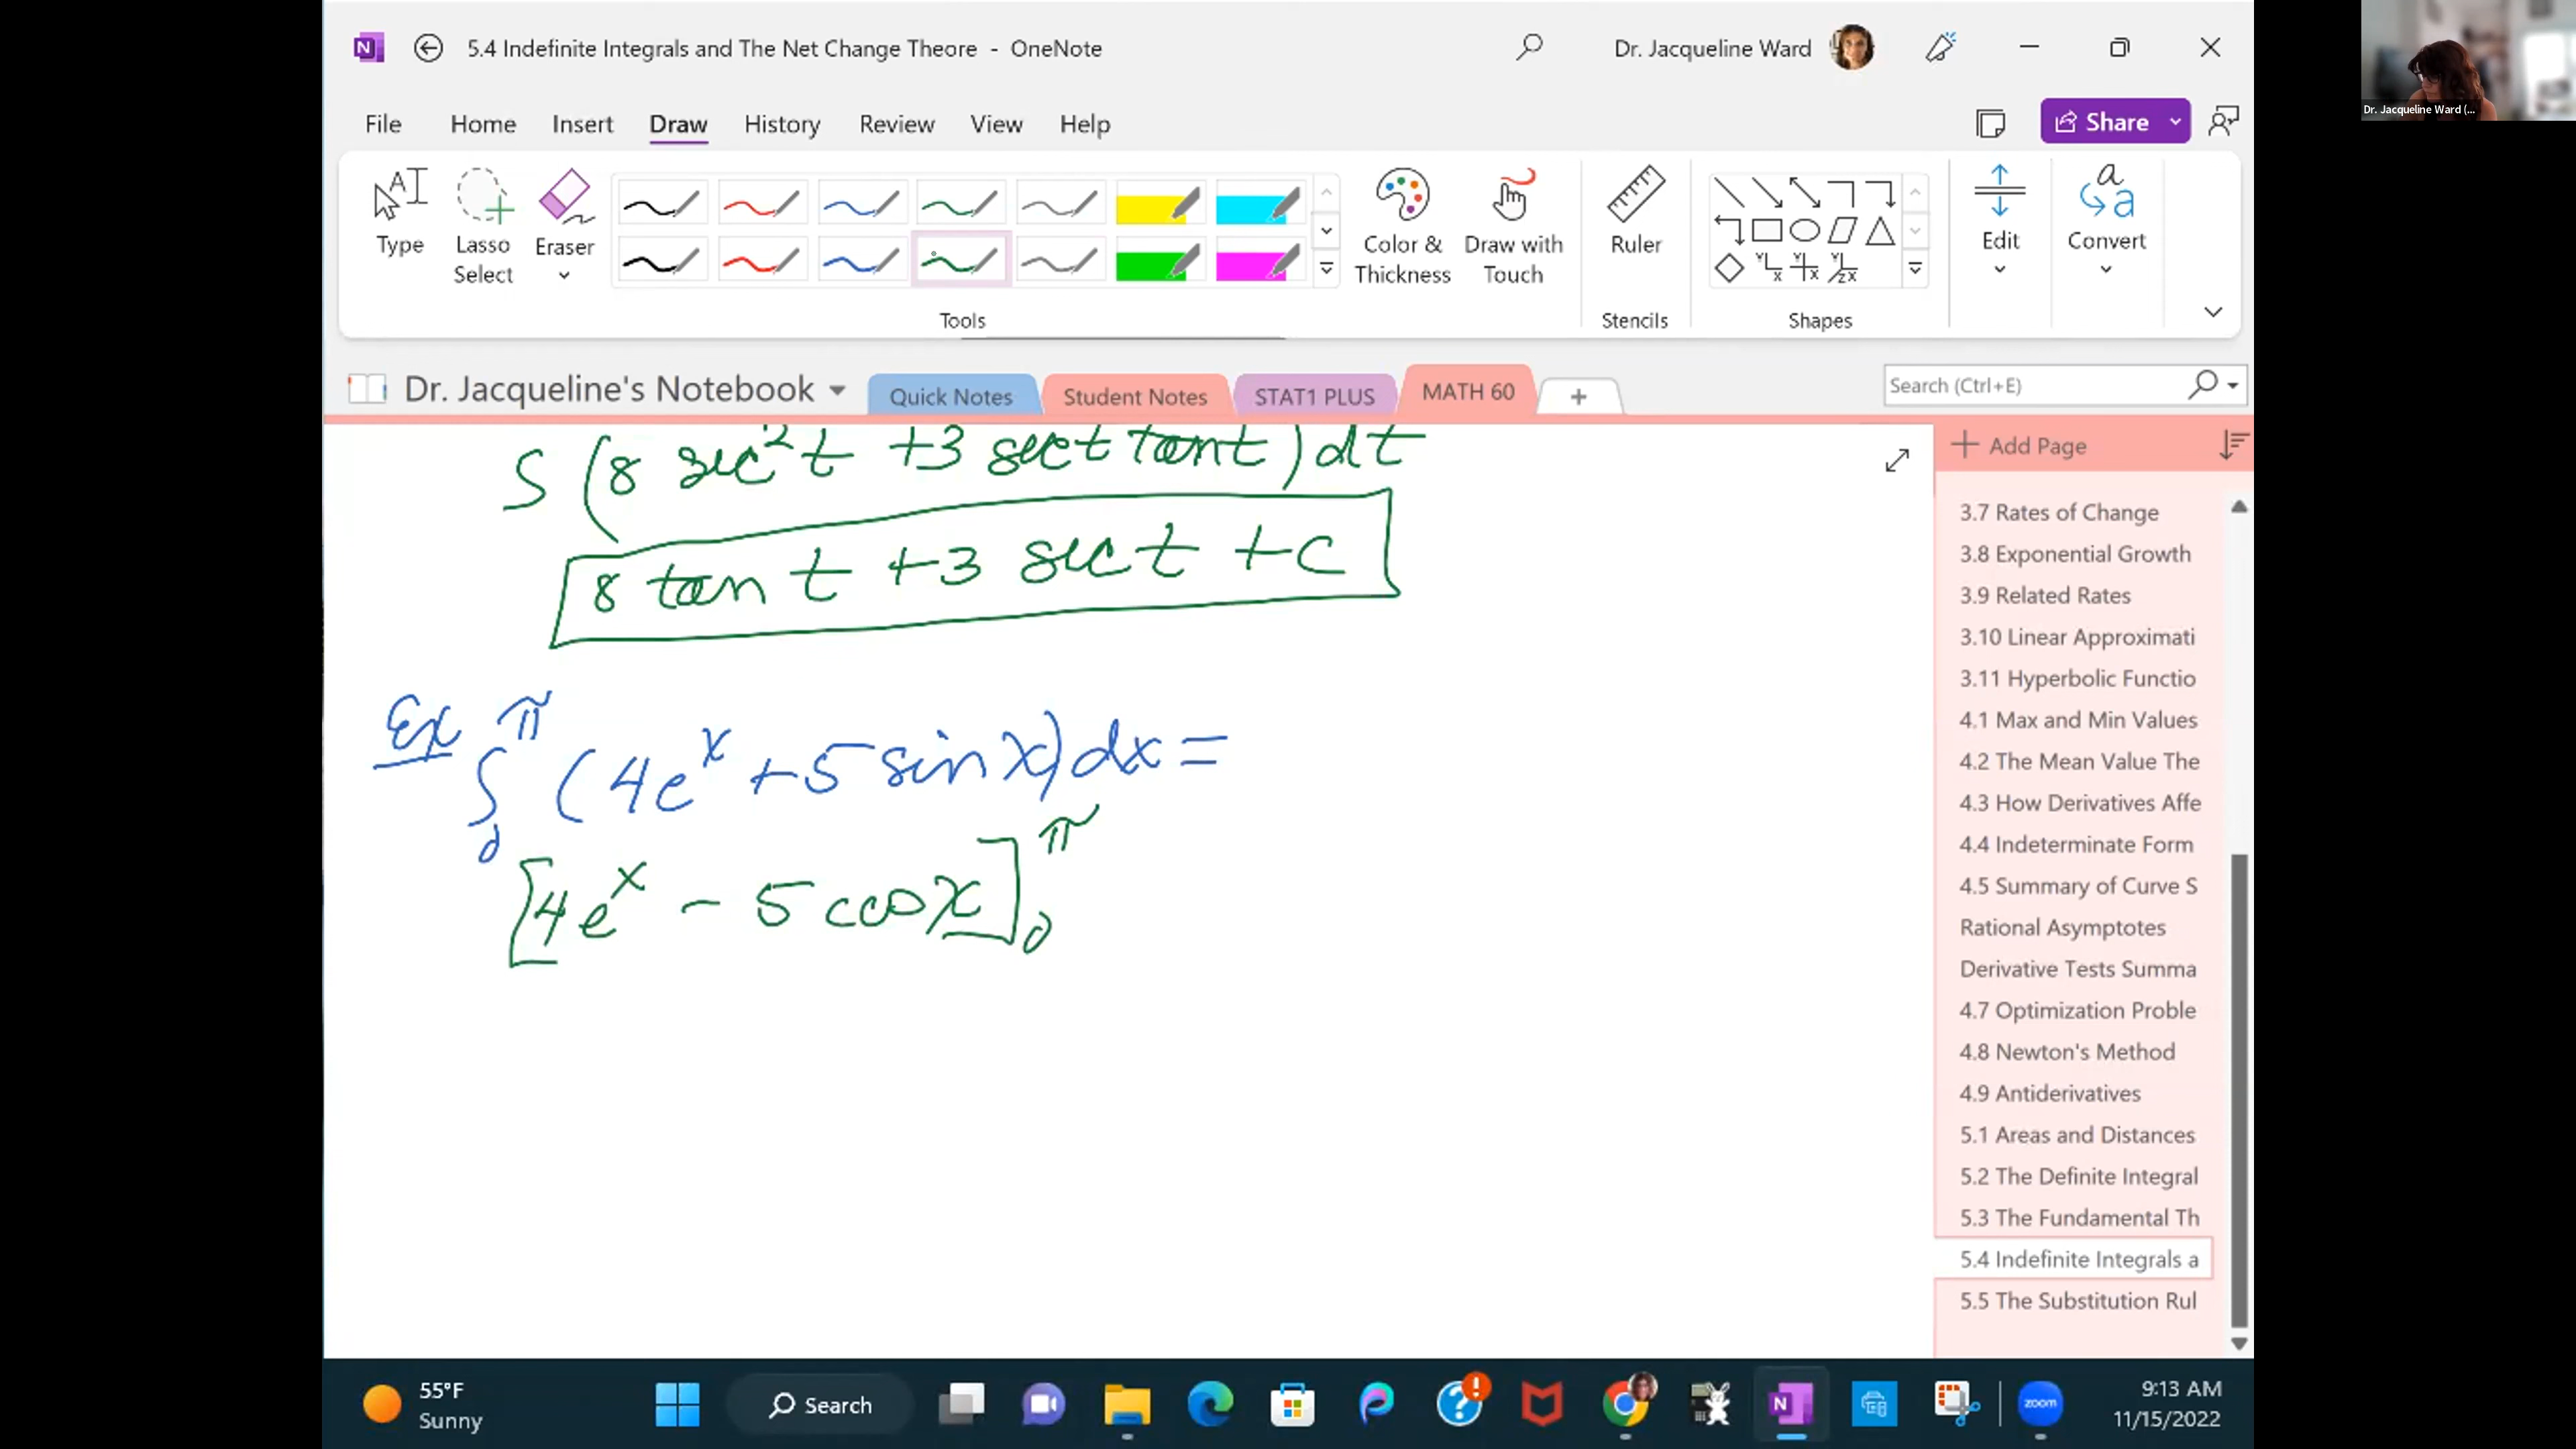 5.4 Indefinite Integrals and The Net Change Theore - OneNote
Dr. Jacqueline Ward
Dr. Jacqueline Ward (...
File Home Insert Draw History Review View Help
Share
Type
Lasso Select
Eraser
Color & Thickness
Draw with Touch
Ruler
Edit
Convert
Tools
Stencils
Shapes
Dr. Jacqueline's Notebook
Quick Notes
Student Notes
STAT1 PLUS
MATH 60
+
Search (Ctrl+E)
Add Page
∫ (8 sec²t +3 sect tant) dt
8 tan t +3 sec t +C
Ex ∫₀^π (4eˣ + 5 sin x) dx =
[4eˣ - 5 cos x]₀^π
3.7 Rates of Change
3.8 Exponential Growth
3.9 Related Rates
3.10 Linear Approximati
3.11 Hyperbolic Functio
4.1 Max and Min Values
4.2 The Mean Value The
4.3 How Derivatives Affe
4.4 Indeterminate Form
4.5 Summary of Curve S
Rational Asymptotes
Derivative Tests Summa
4.7 Optimization Proble
4.8 Newton's Method
4.9 Antiderivatives
5.1 Areas and Distances
5.2 The Definite Integral
5.3 The Fundamental Th
5.4 Indefinite Integrals a
5.5 The Substitution Rul
55°F
Sunny
Search
zoom
9:13 AM
11/15/2022